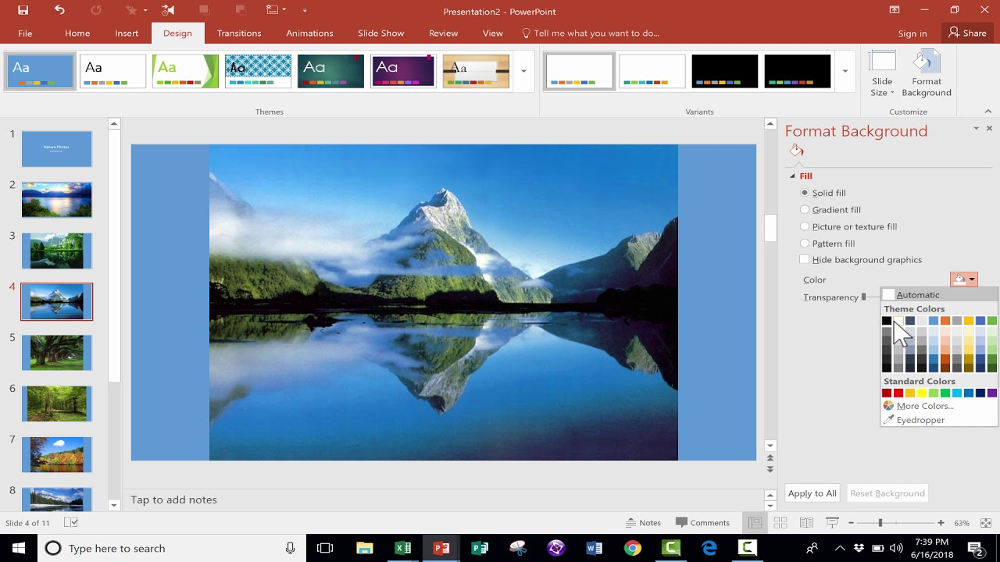 Presentation2 - PowerPoint
File Home Insert Design Transitions Animations Slide Show Review View Tell me what you want to do... Sign in Share
Aa Aa Aa Aa Aa Aa Aa
Slide Size
Format Background
Themes Variants Customize
1
Nature Photos
2
3
4
5
6
7
8
Format Background
Fill
Solid fill
Gradient fill
Picture or texture fill
Pattern fill
Hide background graphics
Color
Transparency
Automatic
Theme Colors
Standard Colors
More Colors...
Eyedropper
Apply to All Reset Background
Tap to add notes
Slide 4 of 11 Notes Comments 63%
Type here to search
7:39 PM
6/16/2018
2